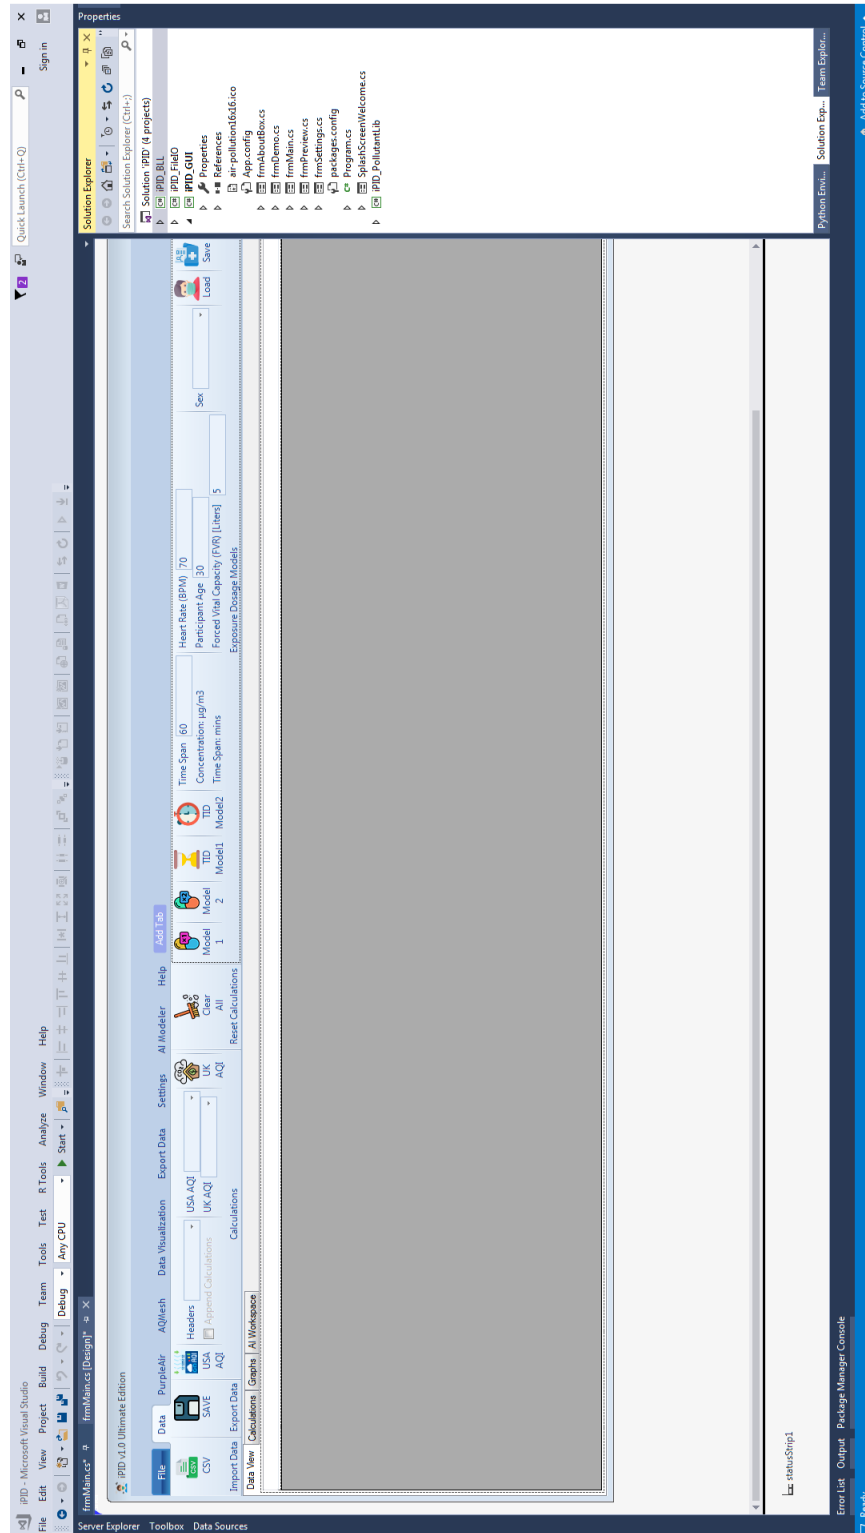 iPID - Microsoft Visual Studio
2
Quick Launch (Ctrl+Q)
File Edit View Project Build Debug Team Tools Test R Tools Analyze Window Help
Sign in
Debug Any CPU Start
Server Explorer Toolbox Data Sources
frmMain.cs* frmMain.cs [Design]*
iPID v1.0 Ultimate Edition
File Data PurpleAir AQMesh Data Visualization Export Data Settings AI Modeler Help Add Tab
CSV
Import Data
SAVE
Export Data
USA AQI
Headers
Append Calculations
USA AQI
UK AQI
UK AQI
Calculations
Clear All
Reset Calculations
Model 1
Model 2
TID Model1
TID Model2
Time Span 60
Concentration: µg/m3
Time Span: mins
Heart Rate (BPM) 70
Participant Age 30
Forced Vital Capacity (FVR) [Liters] 5
Sex
Load
Save
Exposure Dosage Models
Data View Calculations Graphs AI Workspace
statusStrip1
Solution Explorer
Search Solution Explorer (Ctrl+;)
Solution 'iPID' (4 projects)
iPID_BLL
iPID_FileIO
iPID_GUI
Properties
References
air-pollution16x16.ico
App.config
frmAboutBox.cs
frmDemo.cs
frmMain.cs
frmPreview.cs
frmSettings.cs
packages.config
Program.cs
SplashScreenWelcome.cs
iPID_PollutantLib
Python Envi... Solution Exp... Team Explor...
Properties
Error List Output Package Manager Console
Ready
Add to Source Control